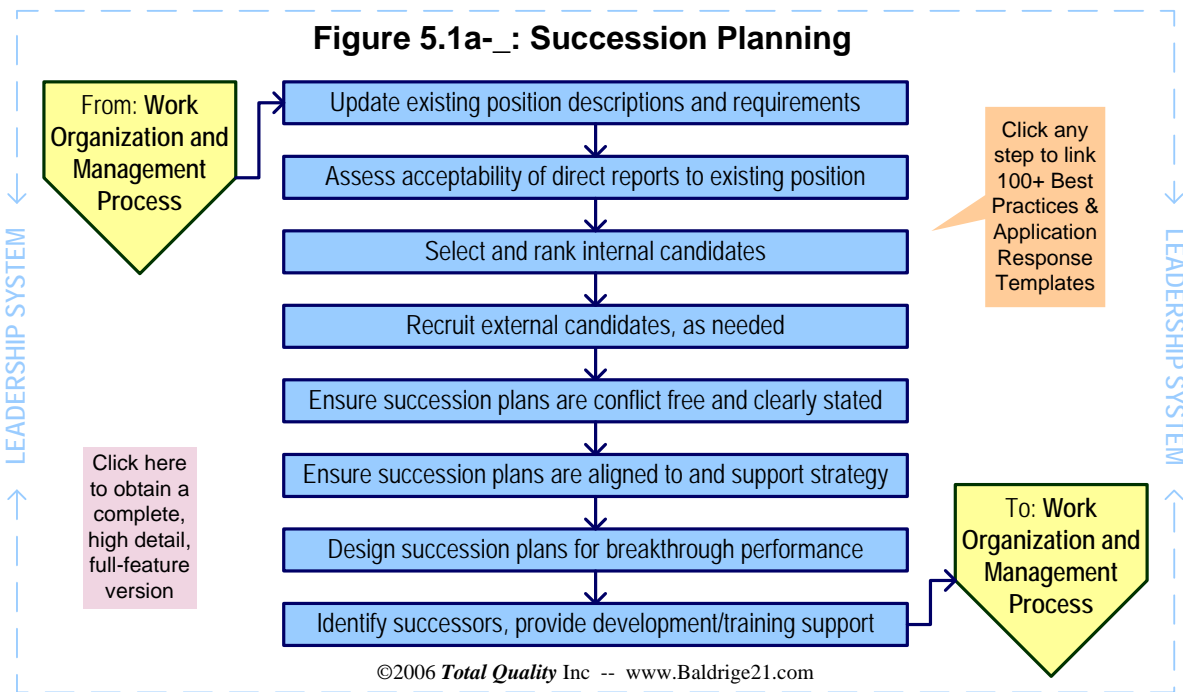 Figure 5.1a-_: Succession Planning
From: Work
Organization and
Management
Process
Update existing position descriptions and requirements
Assess acceptability of direct reports to existing position
Select and rank internal candidates
Recruit external candidates, as needed
Ensure succession plans are conflict free and clearly stated
Ensure succession plans are aligned to and support strategy
Design succession plans for breakthrough performance
Identify successors, provide development/training support
Click any
step to link
100+ Best
Practices &
Application
Response
Templates
Click here
to obtain a
complete,
high detail,
full-feature
version
To: Work
Organization and
Management
Process
LEADERSHIP SYSTEM
LEADERSHIP SYSTEM
©2006 Total Quality Inc -- www.Baldrige21.com